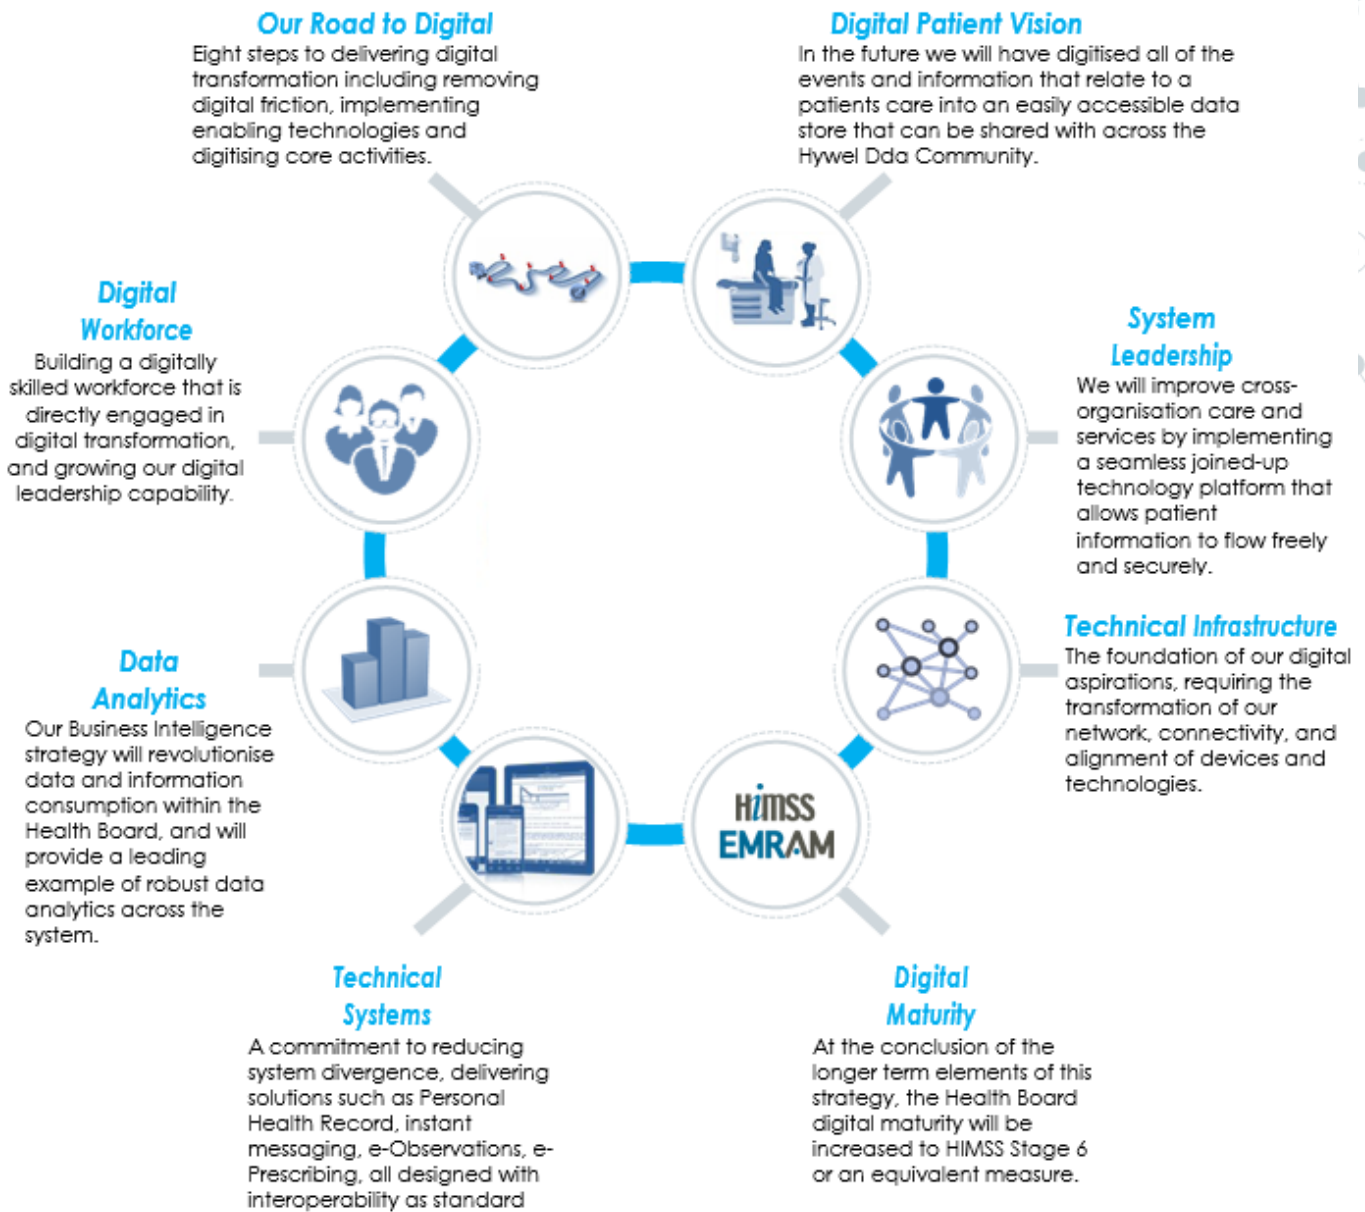 Our Road to Digital
Eight steps to delivering digital
transformation including removing
digital friction, implementing
enabling technologies and
digitising core activities.
Digital Patient Vision
In the future we will have digitised all of the
events and information that relate to a
patients care into an easily accessible data
store that can be shared with across the
Hywel Dda Community.
System
Leadership
We will improve cross-
organisation care and
services by implementing
a seamless joined-up
technology platform that
allows patient
information to flow freely
and securely.
Technical Infrastructure
The foundation of our digital
aspirations, requiring the
transformation of our
network, connectivity, and
alignment of devices and
technologies.
HiMSS
EMRAM
Digital
Maturity
At the conclusion of the
longer term elements of this
strategy, the Health Board
digital maturity will be
increased to HIMSS Stage 6
or an equivalent measure.
Technical
Systems
A commitment to reducing
system divergence, delivering
solutions such as Personal
Health Record, instant
messaging, e-Observations, e-
Prescribing, all designed with
interoperability as standard
Data
Analytics
Our Business Intelligence
strategy will revolutionise
data and information
consumption within the
Health Board, and will
provide a leading
example of robust data
analytics across the
system.
Digital
Workforce
Building a digitally
skilled workforce that is
directly engaged in
digital transformation,
and growing our digital
leadership capability.